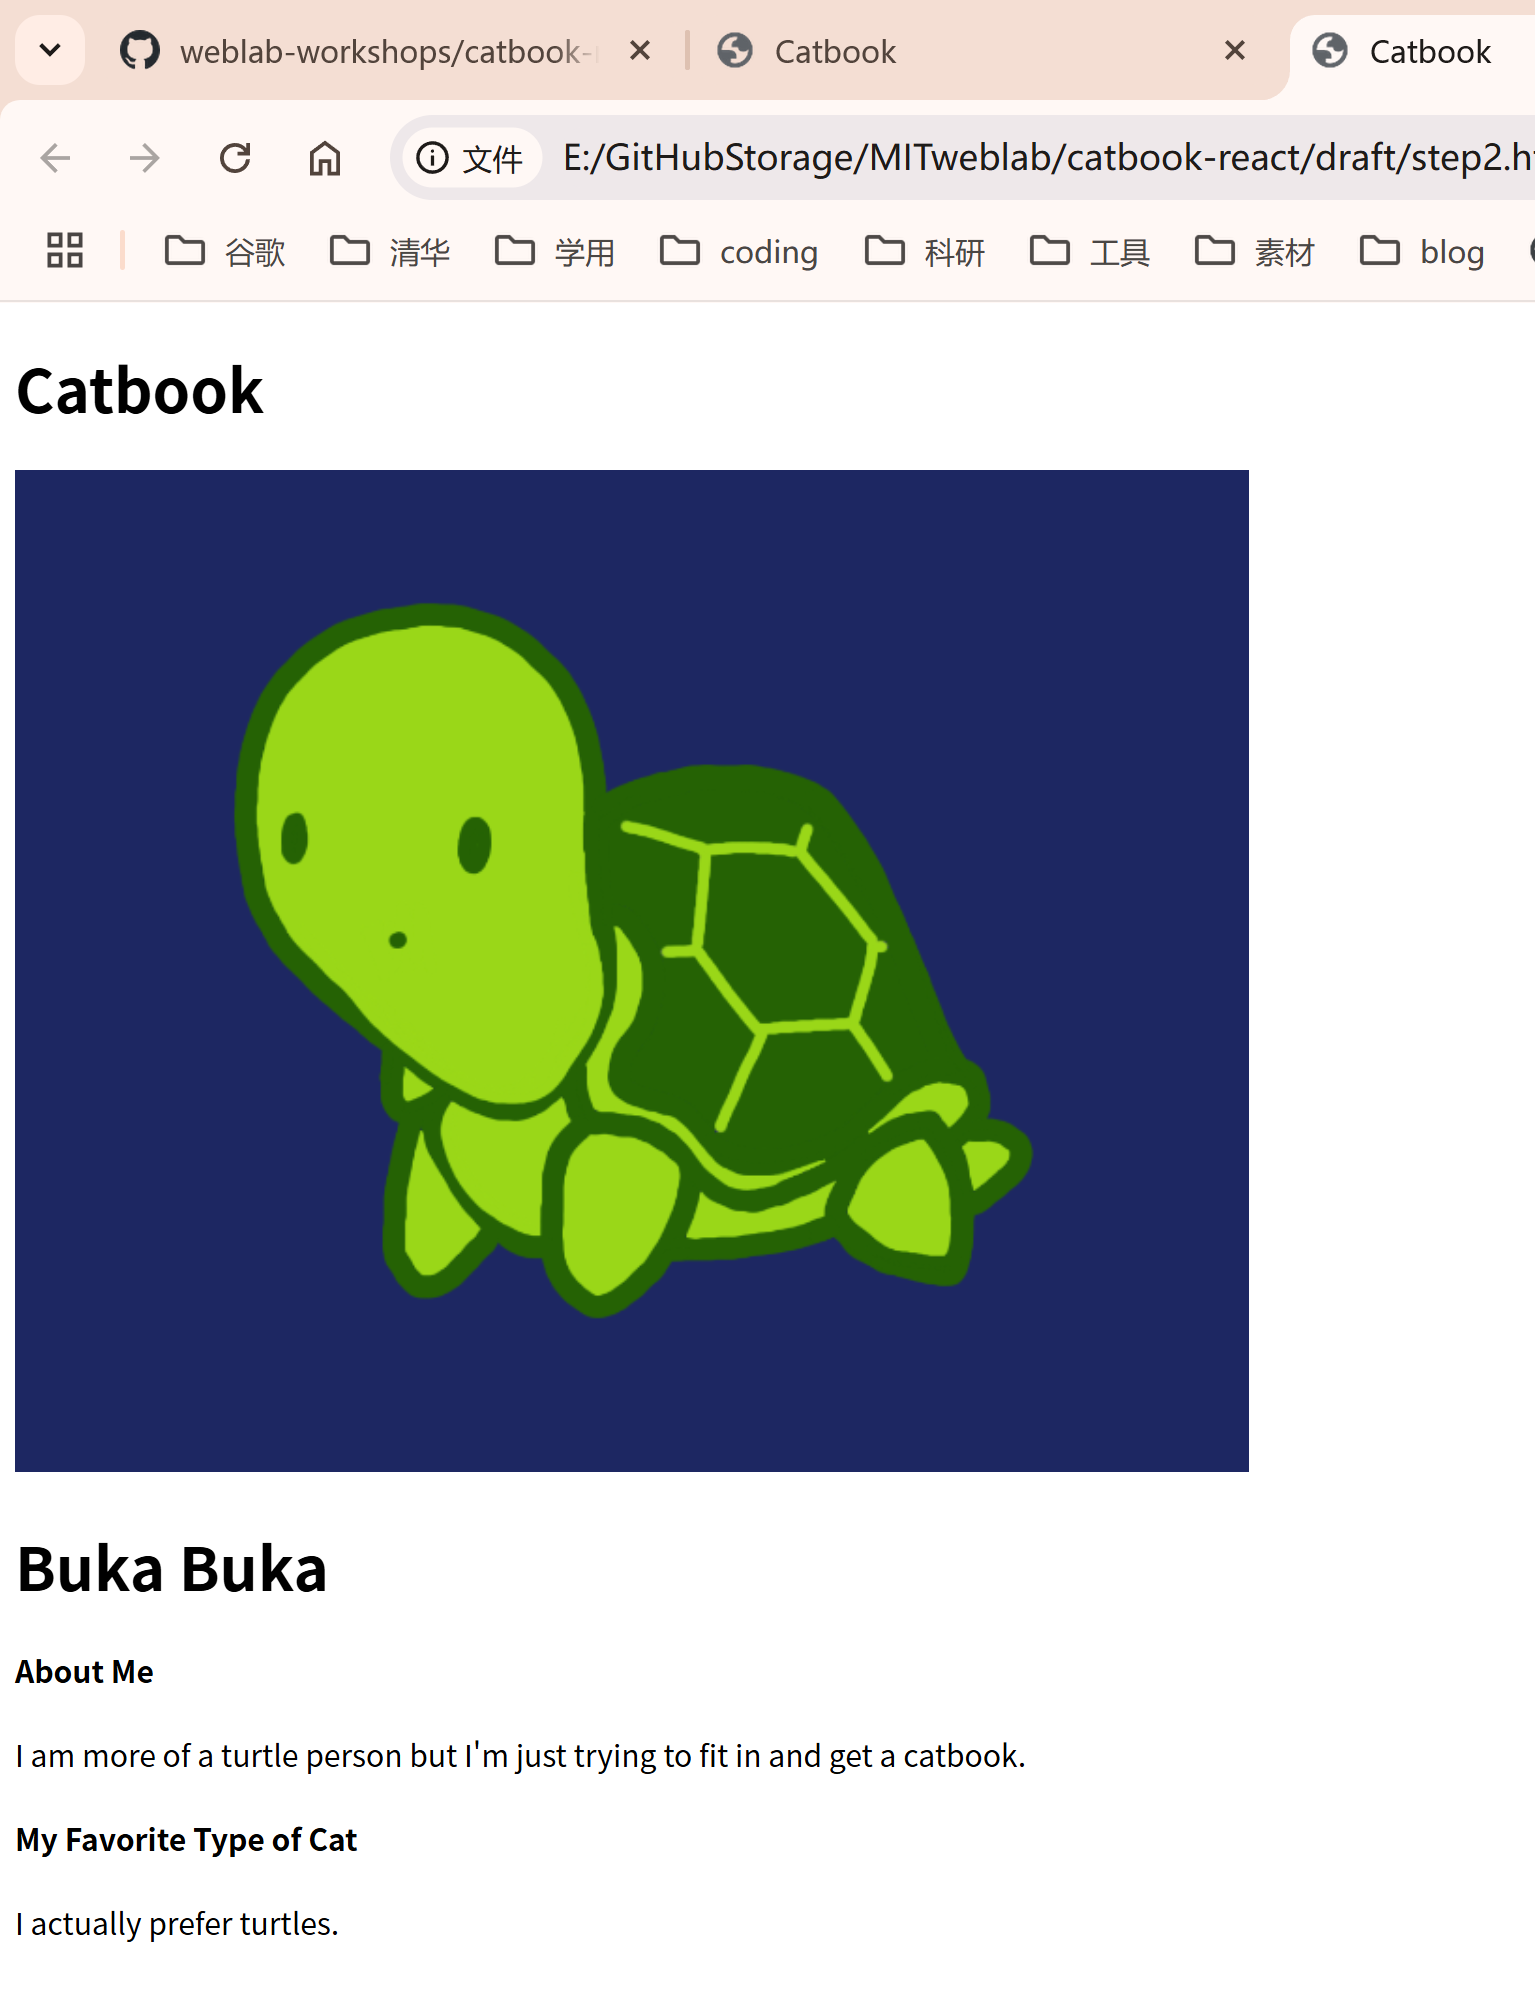 weblab-workshops/catbook- Catbook Catbook
文件 E:/GitHubStorage/MITweblab/catbook-react/draft/step2.h
谷歌 清华 学用 coding 科研 工具 素材 blog
Catbook
Buka Buka
About Me
I am more of a turtle person but I'm just trying to fit in and get a catbook.
My Favorite Type of Cat
I actually prefer turtles.